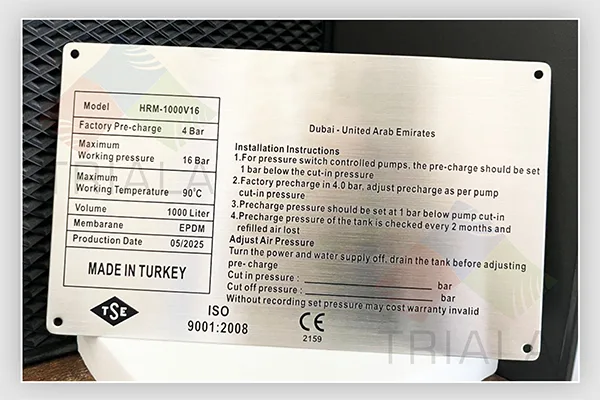 Model HRM-1000V16
Factory Pre-charge 4 Bar
Maximum
Working pressure 16 Bar
Maximum
Working Temperature 90°C
Volume 1000 Liter
Membarane EPDM
Production Date 05/2025
MADE IN TURKEY
TSE
ISO
9001:2008
CE
2159
Dubai - United Arab Emirates
Installation Instructions
1.For pressure switch controlled pumps, the pre-charge should be set
1 bar below the cut-in pressure
2.Factory precharge in 4.0 bar, adjust precharge as per pump
cut-in pressure
3.Precharge pressure should be set at 1 bar below pump cut-in
4.Precharge pressure of the tank is checked every 2 months and
refilled air lost
Adjust Air Pressure
Turn the power and water supply off, drain the tank before adjusting
pre- charge
Cut in pressure : bar
Cut off pressure : bar
Without recording set pressure may cost warranty invalid
TRIALA
TRIALA